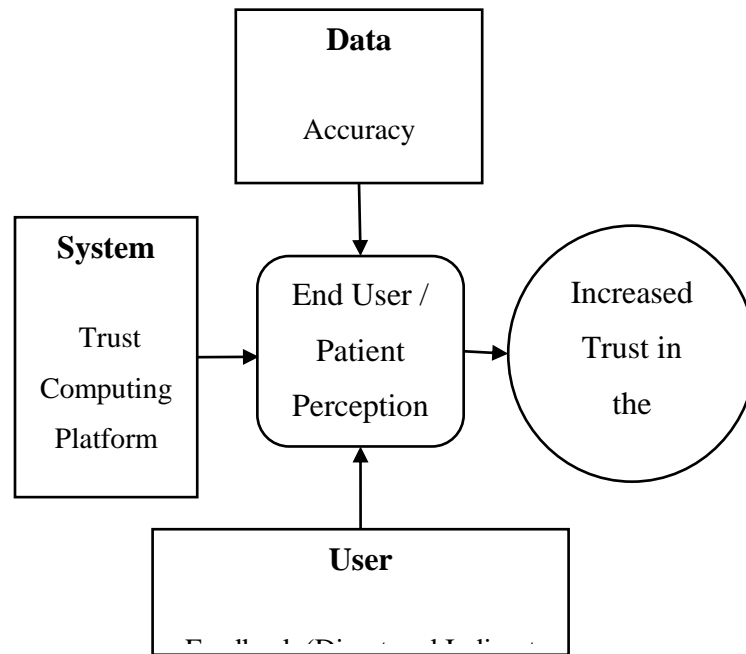 Data
Accuracy
System
Trust
Computing
Platform
End User /
Patient
Perception
Increased
Trust in
the
User